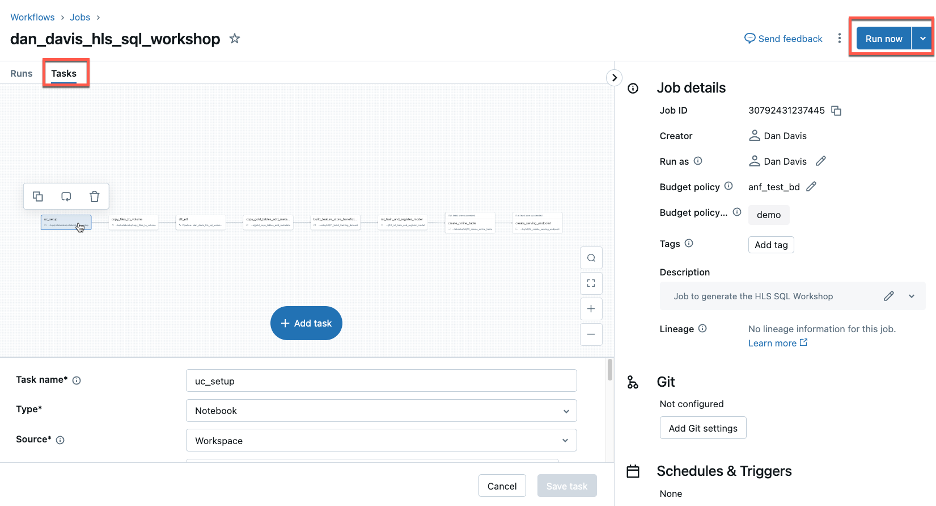 Workflows > Jobs >
dan_davis_hls_sql_workshop
Send feedback
Run now
Runs
Tasks
uc_setup
Add task
Task name*
uc_setup
Type*
Notebook
Source*
Workspace
Cancel
Save task
Job details
Job ID
30792431237445
Creator
Dan Davis
Run as
Dan Davis
Budget policy
anf_test_bd
Budget policy...
demo
Tags
Add tag
Description
Job to generate the HLS SQL Workshop
Lineage
No lineage information for this job.
Learn more
Git
Not configured
Add Git settings
Schedules & Triggers
None